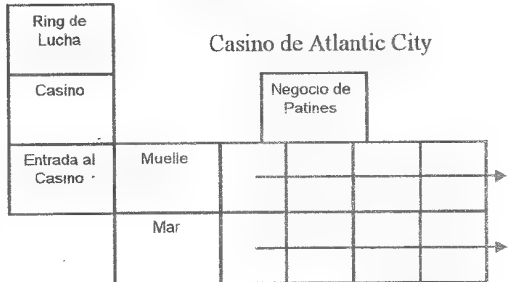 Ring de
Lucha
Casino de Atlantic City
Casino
Negocio de
Patines
Entrada al
Casino
Muelle
Mar